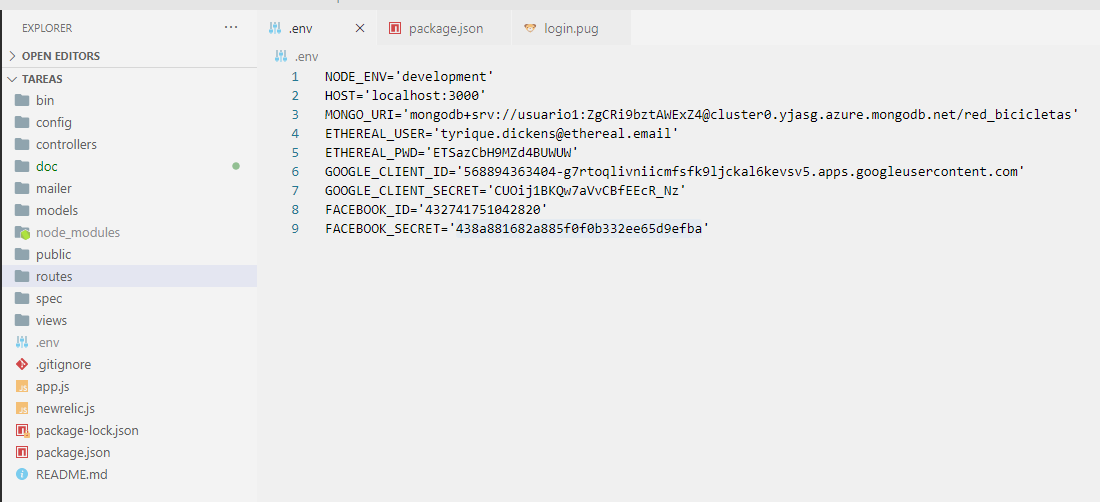 EXPLORER
···
OPEN EDITORS
TAREAS
bin
config
controllers
doc
mailer
models
node_modules
public
routes
spec
views
.env
.gitignore
app.js
newrelic.js
package-lock.json
package.json
README.md
.env
package.json
login.pug
.env
1 NODE_ENV='development'
2 HOST='localhost:3000'
3 MONGO_URI='mongodb+srv://usuario1:ZgCRi9bztAWExZ4@cluster0.yjasg.azure.mongodb.net/red_bicicletas'
4 ETHEREAL_USER='tyrique.dickens@ethereal.email'
5 ETHEREAL_PWD='ETSazCbH9MZd4BUWUW'
6 GOOGLE_CLIENT_ID='568894363404-g7rtoqlivniicmfsfk9ljckal6kevsv5.apps.googleusercontent.com'
7 GOOGLE_CLIENT_SECRET='CUOij1BKQw7aVvCBfEEcR_Nz'
8 FACEBOOK_ID='432741751042820'
9 FACEBOOK_SECRET='438a881682a885f0f0b332ee65d9efba'